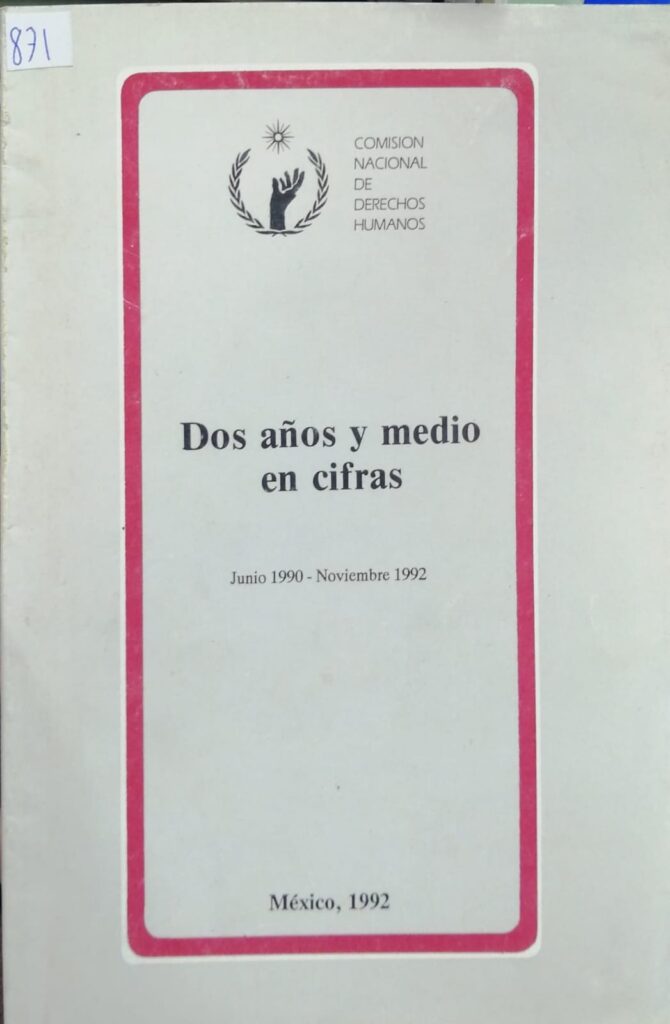 871
COMISION
NACIONAL
DE
DERECHOS
HUMANOS
Dos años y medio
en cifras
Junio 1990 - Noviembre 1992
México, 1992